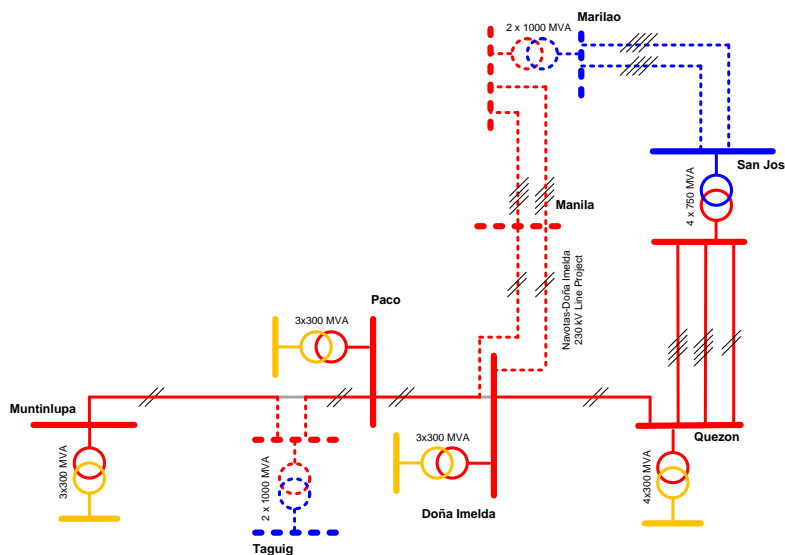 2 x 1000 MVA
Marilao
San Jos
4 x 750 MVA
Manila
Navotas-Doña Imelda
230 kV Line Project
Paco
3x300 MVA
Muntinlupa
3x300 MVA
2 x 1000 MVA
Taguig
3x300 MVA
Doña Imelda
Quezon
4x300 MVA